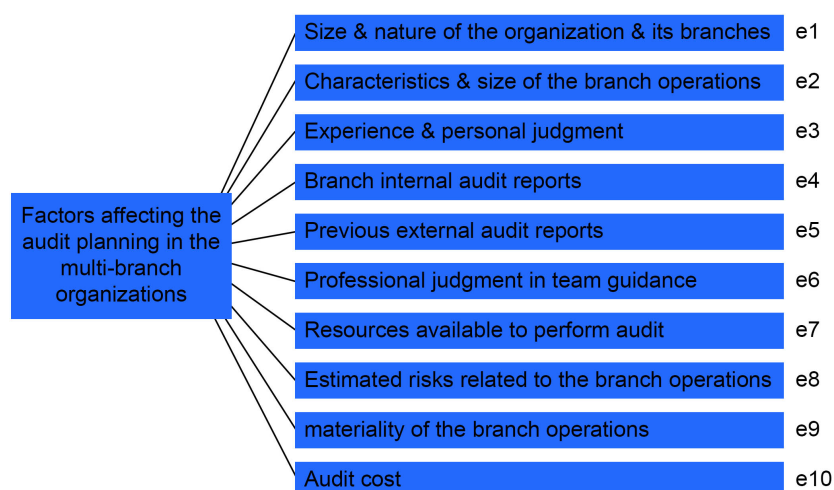 Size & nature of the organization & its branches e1
Characteristics & size of the branch operations e2
Experience & personal judgment e3
Branch internal audit reports e4
Factors affecting the
audit planning in the
multi-branch
organizations
Previous external audit reports e5
Professional judgment in team guidance e6
Resources available to perform audit e7
Estimated risks related to the branch operations e8
materiality of the branch operations e9
Audit cost e10